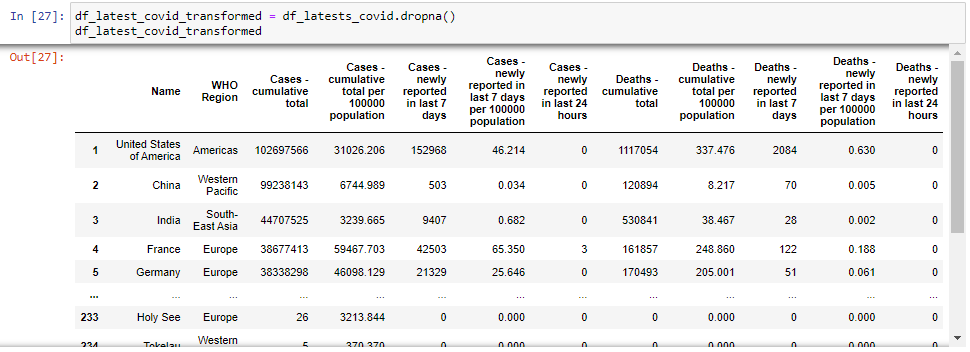 In [27]: df_latest_covid_transformed = df_latests_covid.dropna()
df_latest_covid_transformed
Out[27]:
Name WHO Region Cases - cumulative total Cases - cumulative total per 100000 population Cases - newly reported in last 7 days Cases - newly reported in last 7 days per 100000 population Cases - newly reported in last 24 hours Deaths - cumulative total Deaths - cumulative total per 100000 population Deaths - newly reported in last 7 days Deaths - newly reported in last 7 days per 100000 population Deaths - newly reported in last 24 hours
1 United States of America Americas 102697566 31026.206 152968 46.214 0 1117054 337.476 2084 0.630 0
2 China Western Pacific 99238143 6744.989 503 0.034 0 120894 8.217 70 0.005 0
3 India South-East Asia 44707525 3239.665 9407 0.682 0 530841 38.467 28 0.002 0
4 France Europe 38677413 59467.703 42503 65.350 3 161857 248.860 122 0.188 0
5 Germany Europe 38338298 46098.129 21329 25.646 0 170493 205.001 51 0.061 0
... ... ... ... ... ... ... ... ... ... ... ... ...
233 Holy See Europe 26 3213.844 0 0.000 0 0 0.000 0 0.000 0
234 Tokelau Western 5 370.370 0 0.000 0 0 0.000 0 0.000 0